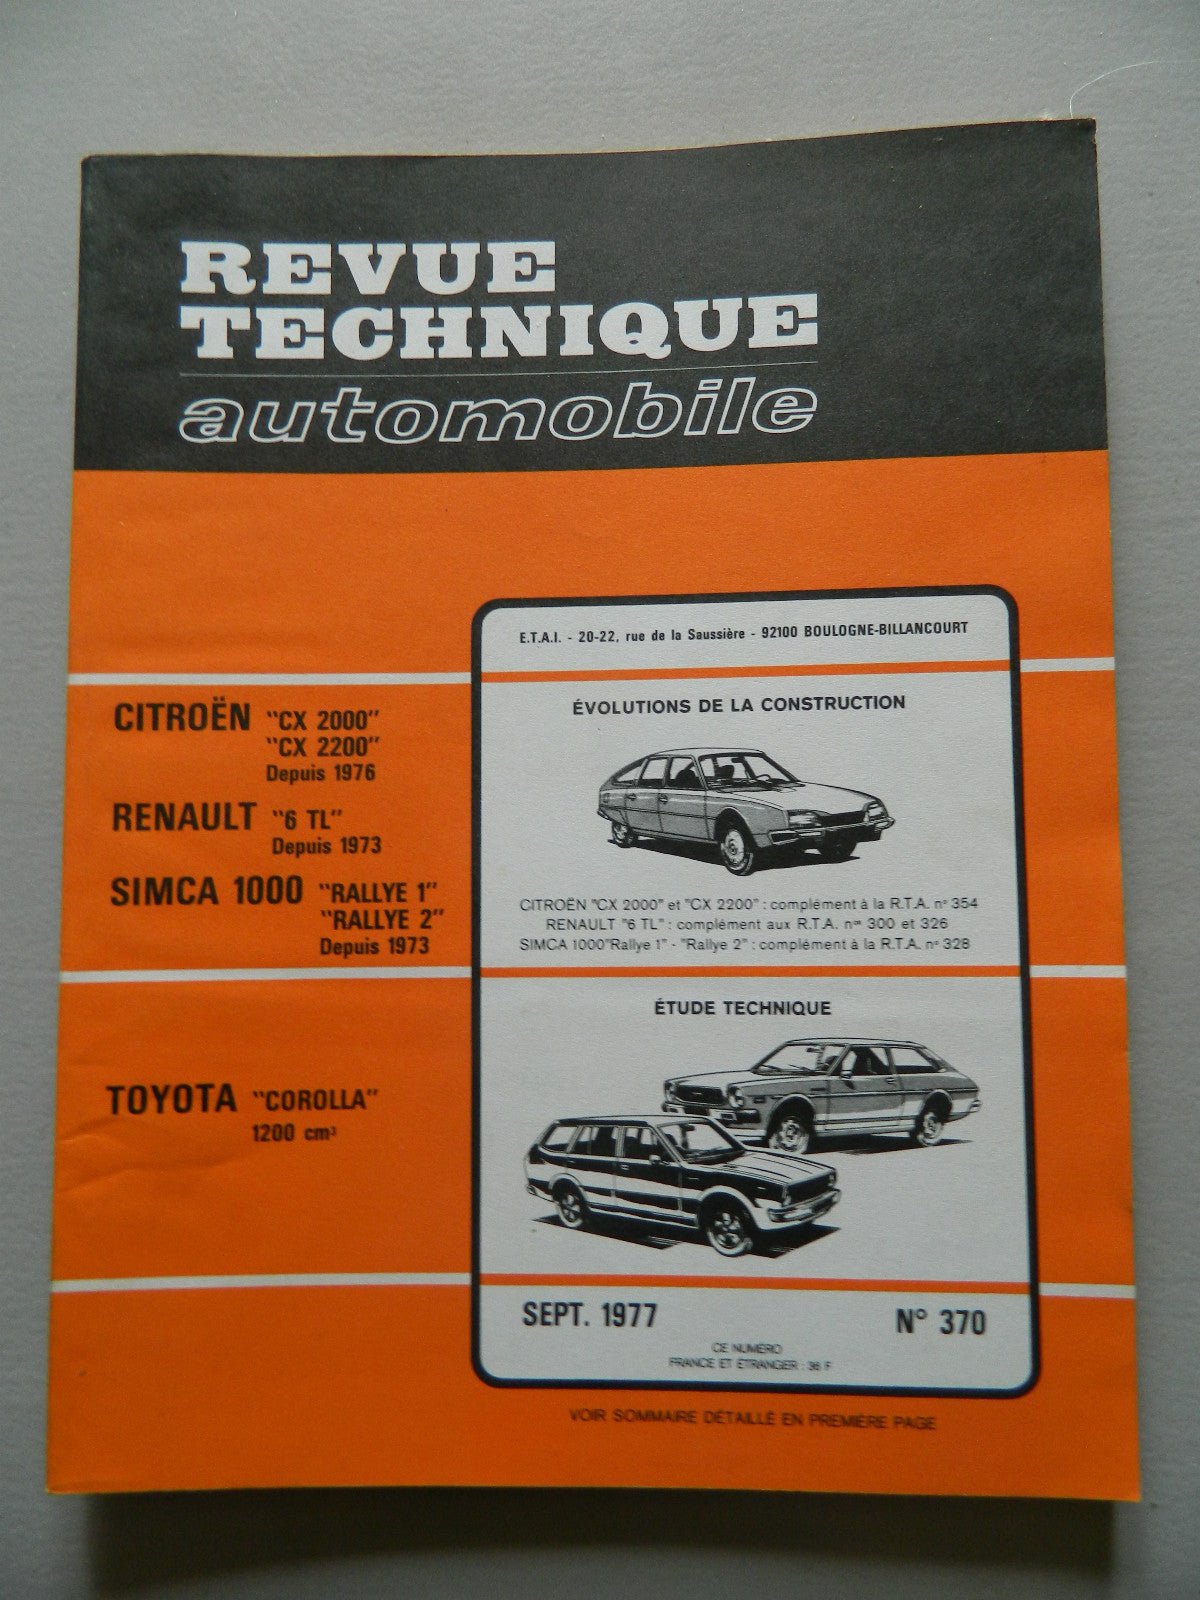 REVUE
TECHNIQUE
automobile
E.T.A.I. - 20-22, rue de la Saussière - 92100 BOULOGNE-BILLANCOURT
CITROËN "CX 2000"
"CX 2200"
Depuis 1976
RENAULT "6 TL"
Depuis 1973
SIMCA 1000 "RALLYE 1"
"RALLYE 2"
Depuis 1973
ÉVOLUTIONS DE LA CONSTRUCTION
CITROËN "CX 2000" et "CX 2200" : complément à la R.T.A. n° 354
RENAULT "6 TL" : complément aux R.T.A. nos 300 et 326
SIMCA 1000"Rallye 1" - "Rallye 2" : complément à la R.T.A. n° 328
TOYOTA "COROLLA"
1200 cm³
ÉTUDE TECHNIQUE
SEPT. 1977 N° 370
CE NUMÉRO
FRANCE ET ÉTRANGER : 36 F
VOIR SOMMAIRE DÉTAILLÉ EN PREMIÈRE PAGE